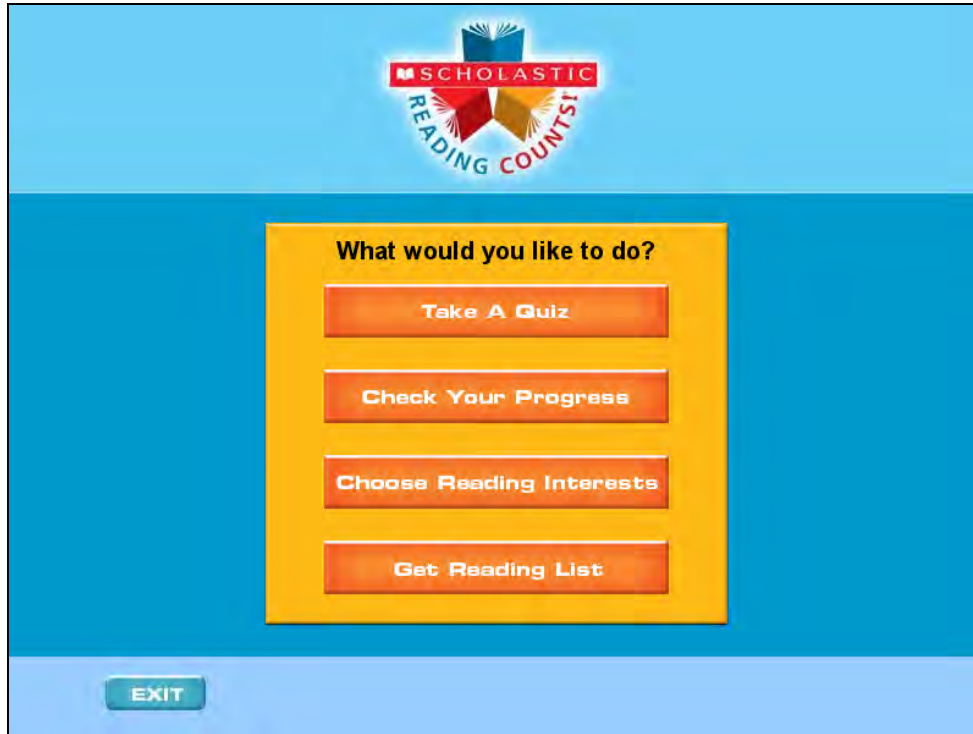 SCHOLASTIC
READING COUNTS!
What would you like to do?
Take A Quiz
Check Your Progress
Choose Reading Interests
Get Reading List
EXIT